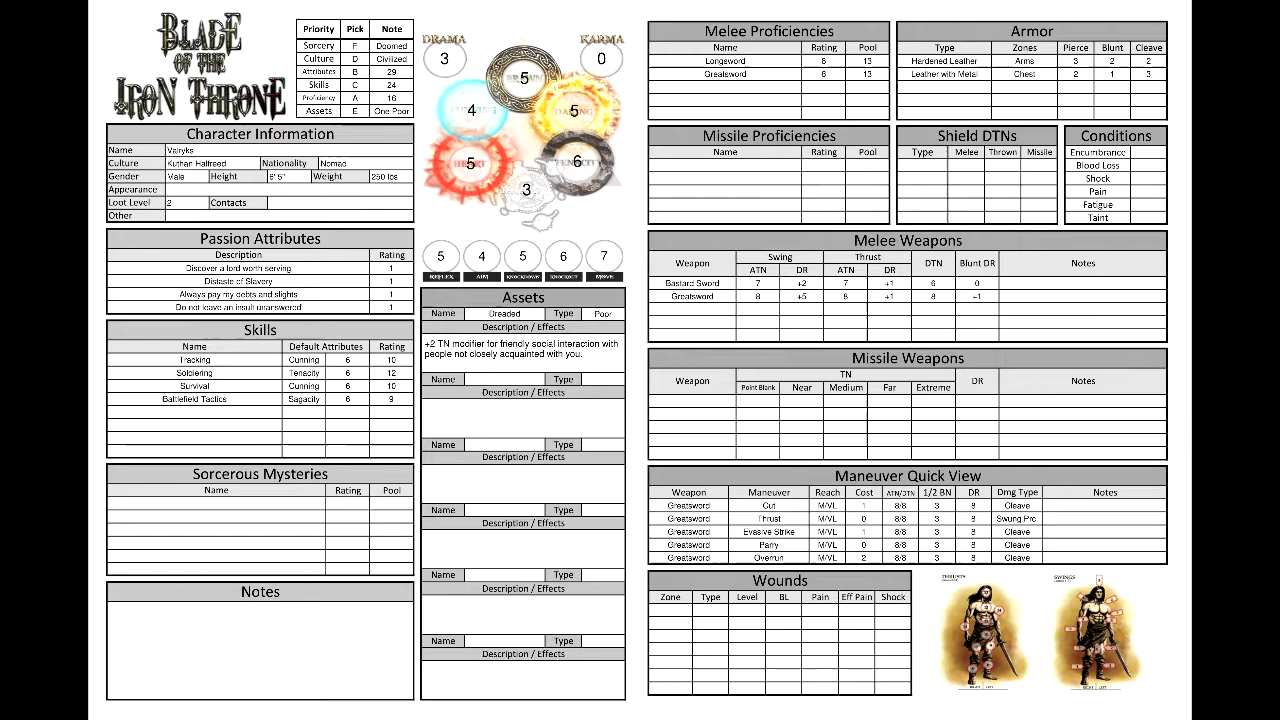 BLADE
OF THE
IRON THRONE
Priority Pick Note
Sorcery F Doomed
Culture D Civilized
Attributes B 29
Skills C 24
Proficiency A 16
Assets E One Poor
Character Information
Name Valryks
Culture Kuthan Halfreed Nationality Nomad
Gender Male Height 6' 5" Weight 250 lbs
Appearance
Loot Level 2 Contacts
Other
Passion Attributes
Description Rating
Discover a lord worth serving 1
Distaste of Slavery 1
Always pay my debts and slights 1
Do not leave an insult unanswered 1
Skills
Name Default Attributes Rating
Tracking Cunning 6 10
Soldiering Tenacity 6 12
Survival Cunning 6 10
Battlefield Tactics Sagacity 6 9
Sorcerous Mysteries
Name Rating Pool
Notes
DRAMA KARMA
3 0
5
4 CUNNING 5 DARING
HEART 5 TENACITY 6
3
5 4 5 6 7
REFLEX AIM KNOCKDOWN KNOCKOUT MOVE
Assets
Name Dreaded Type Poor
Description / Effects
+2 TN modifier for friendly social interaction with
people not closely acquainted with you.
Name Type
Description / Effects
Name Type
Description / Effects
Name Type
Description / Effects
Name Type
Description / Effects
Name Type
Description / Effects
Melee Proficiencies
Name Rating Pool
Longsword 8 13
Greatsword 8 13
Armor
Type Zones Pierce Blunt Cleave
Hardened Leather Arms 3 2 2
Leather with Metal Chest 2 1 3
Missile Proficiencies
Name Rating Pool
Shield DTNs
Type Melee Thrown Missile
Conditions
Encumbrance
Blood Loss
Shock
Pain
Fatigue
Taint
Melee Weapons
Weapon Swing Thrust DTN Blunt DR Notes
ATN DR ATN DR
Bastard Sword 7 +2 7 +1 6 0
Greatsword 8 +5 8 +1 8 +1
Missile Weapons
Weapon TN DR Notes
Point Blank Near Medium Far Extreme
Maneuver Quick View
Weapon Maneuver Reach Cost ATN/DTN 1/2 BN DR Dmg Type Notes
Greatsword Cut M/VL 1 8/8 3 8 Cleave
Greatsword Thrust M/VL 0 8/8 3 8 Swung Prc
Greatsword Evasive Strike M/VL 1 8/8 3 8 Cleave
Greatsword Parry M/VL 0 8/8 3 8 Cleave
Greatsword Overrun M/VL 2 8/8 3 8 Cleave
Wounds
Zone Type Level BL Pain Eff Pain Shock
THRUSTS
SWINGS
RIGHT LEFT
RIGHT LEFT